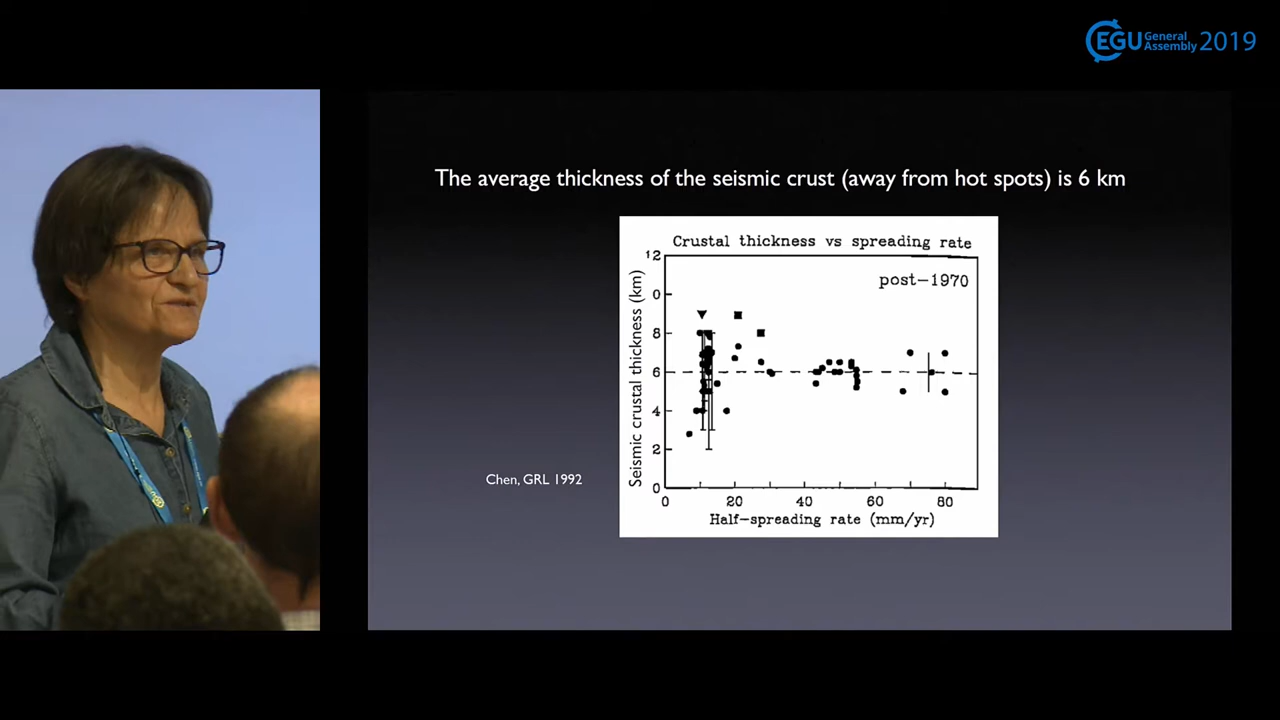 EGU General Assembly 2019
The average thickness of the seismic crust (away from hot spots) is 6 km
Crustal thickness vs spreading rate
post-1970
Seismic crustal thickness (km)
12
0
8
6
4
2
0
0 20 40 60 80
Half-spreading rate (mm/yr)
Chen, GRL 1992